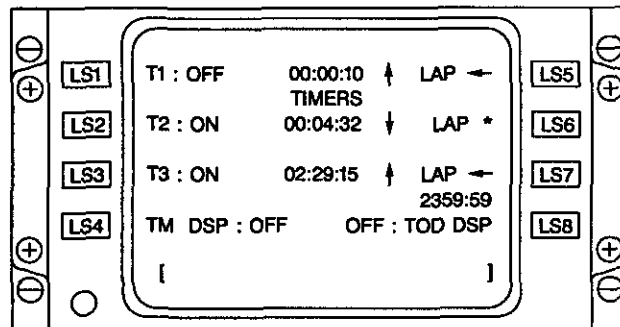 LS1 T1 : OFF 00:00:10 ↑ LAP ← LS5
TIMERS
LS2 T2 : ON 00:04:32 ↓ LAP * LS6
LS3 T3 : ON 02:29:15 ↑ LAP ← LS7
2359:59
LS4 TM DSP : OFF OFF : TOD DSP LS8
[ ]